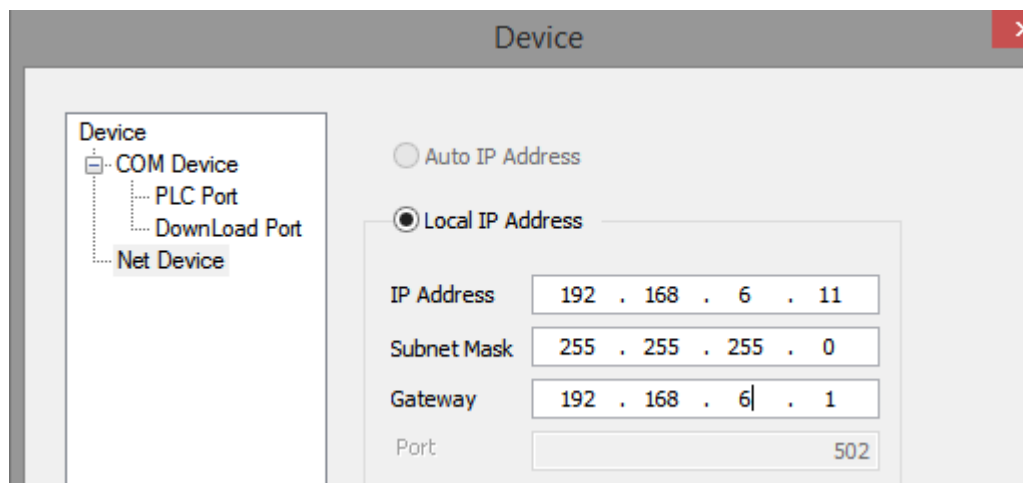 Device
Device
COM Device
PLC Port
DownLoad Port
Net Device
Auto IP Address
Local IP Address
IP Address 192 . 168 . 6 . 11
Subnet Mask 255 . 255 . 255 . 0
Gateway 192 . 168 . 6 . 1
Port 502